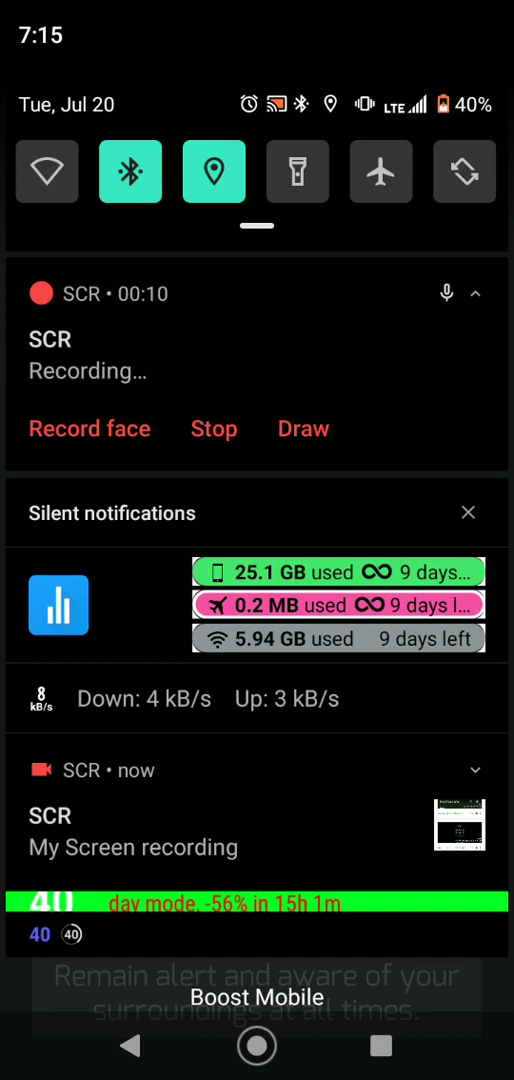 7:15
Tue, Jul 20
LTE
40%
SCR • 00:10
SCR
Recording…
Record face Stop Draw
Silent notifications
25.1 GB used ∞ 9 days…
0.2 MB used ∞ 9 days l…
5.94 GB used 9 days left
8
kB/s
Down: 4 kB/s Up: 3 kB/s
SCR • now
SCR
My Screen recording
40 day mode, -56% in 15h 1m
40 40
Remain alert and aware of your
Boost Mobile
surroundings at all times.